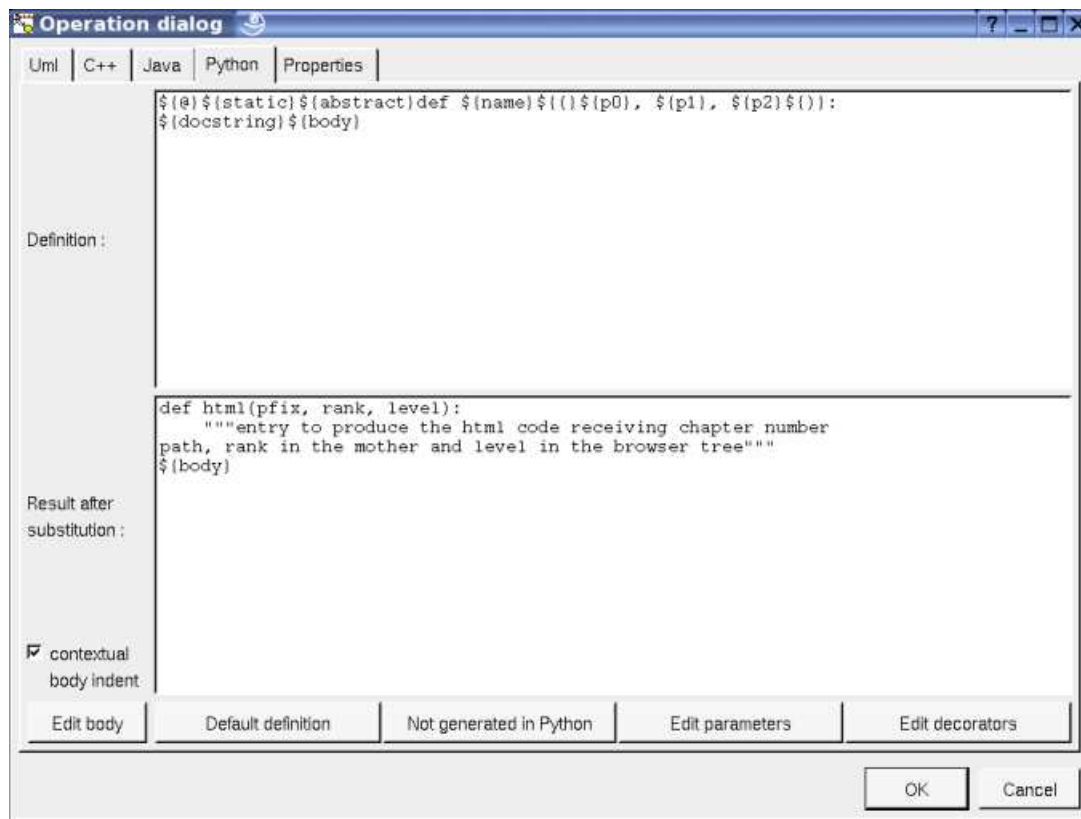 Operation dialog
Uml C++ Java Python Properties
${@}${static}${abstract}def ${name}${(}${p0}, ${p1}, ${p2}${)}:
${docstring}${body}
Definition :
def html(pfix, rank, level):
    """entry to produce the html code receiving chapter number
path, rank in the mother and level in the browser tree"""
${body}
Result after
substitution :
contextual
body indent
Edit body Default definition Not generated in Python Edit parameters Edit decorators
OK Cancel